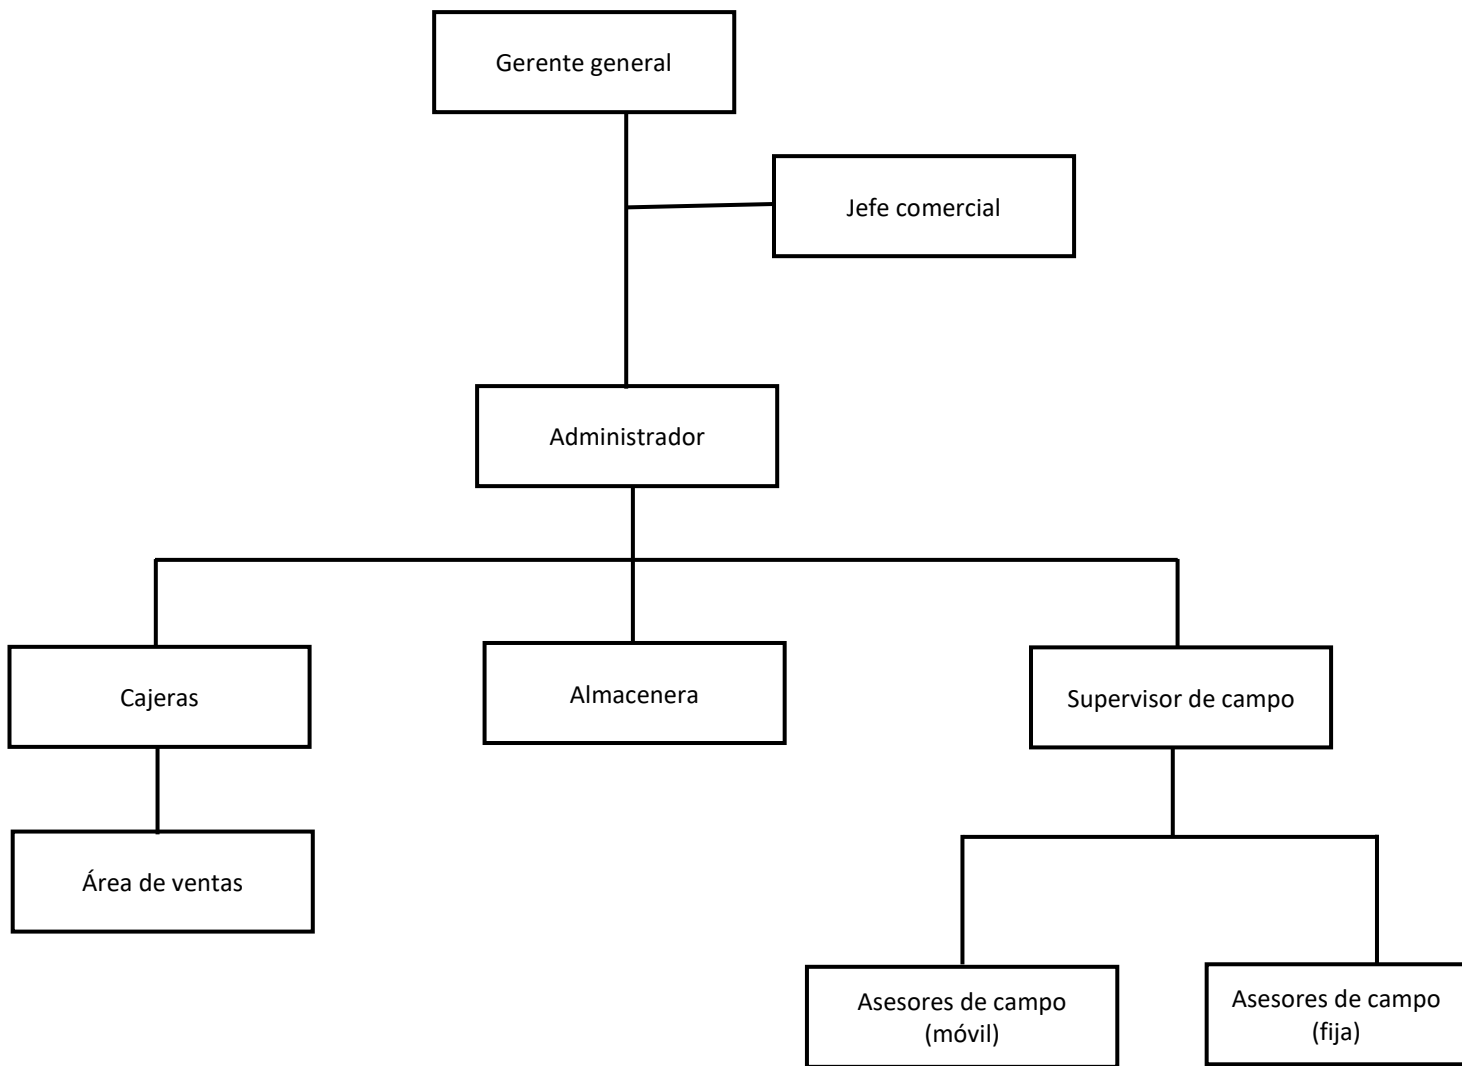 Gerente general
Jefe comercial
Administrador
Cajeras
Almacenera
Supervisor de campo
Área de ventas
Asesores de campo
(móvil)
Asesores de campo
(fija)